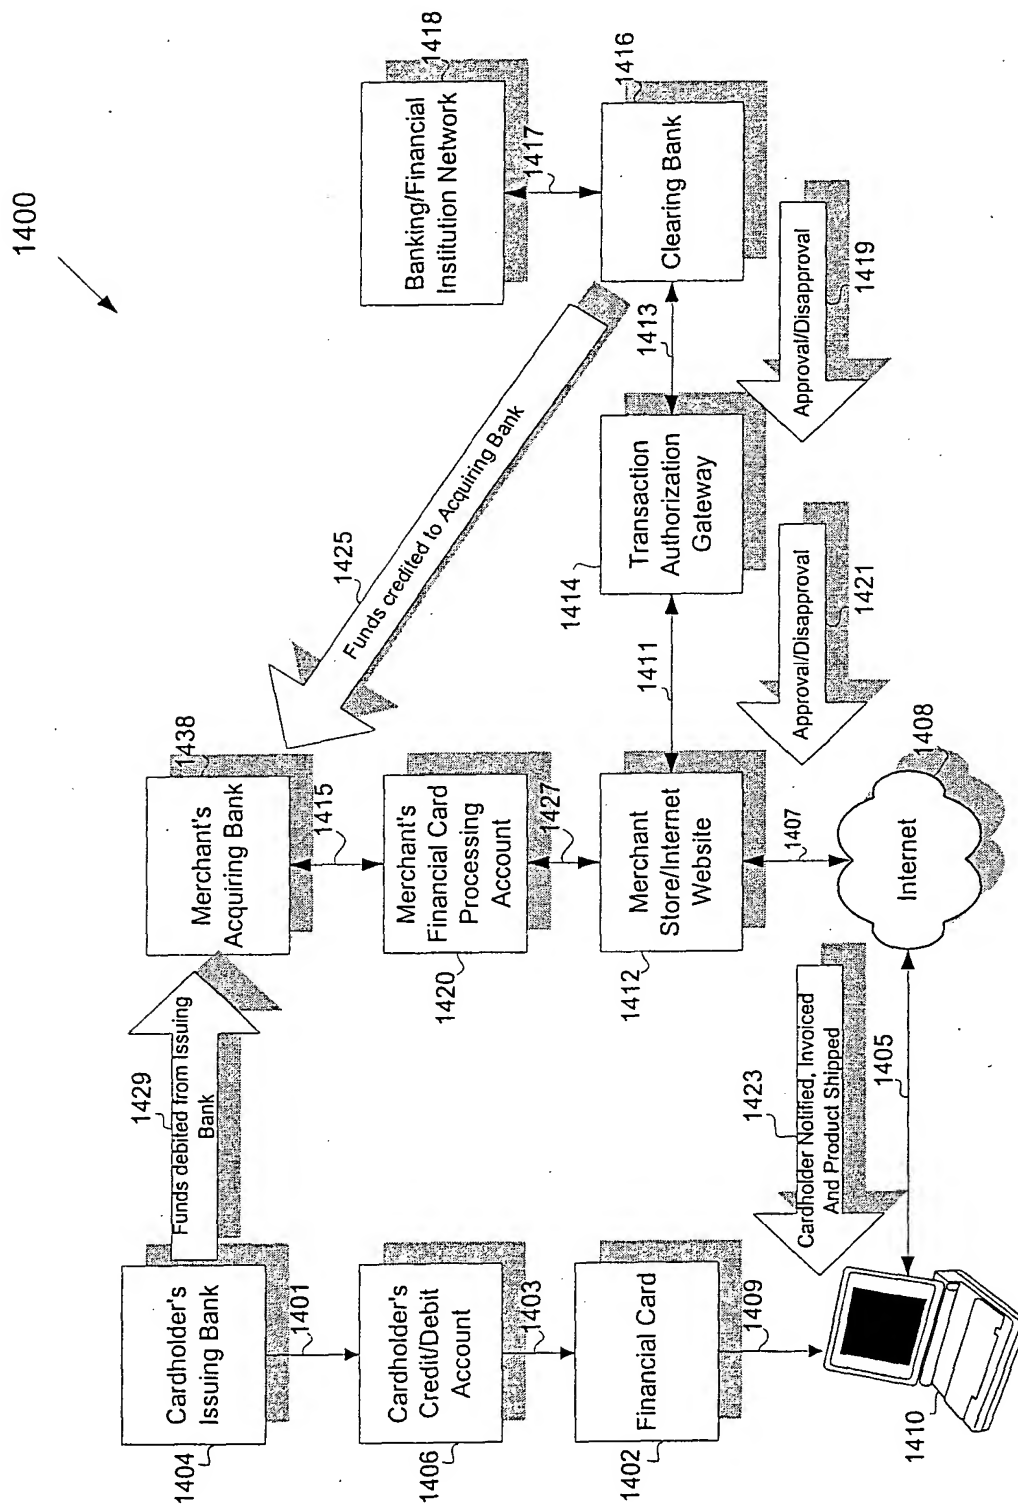 1400
Cardholder's
Issuing Bank
1404
1401
Cardholder's
Credit/Debit
Account
1406
1403
Financial Card
1402
1409
1410
1429
Funds debited from Issuing
Bank
Merchant's
Acquiring Bank
1438
1415
Merchant's
Financial Card
Processing
Account
1420
1427
Merchant
Store/Internet
Website
1412
1407
Internet
1408
1405
1423
Cardholder Notified, Invoiced
And Product Shipped
1425
Funds credited to Acquiring Bank
1411
Transaction
Authorization
Gateway
1414
1413
Approval/Disapproval
1421
Banking/Financial
Institution Network
1418
1417
Clearing Bank
1416
Approval/Disapproval
1419